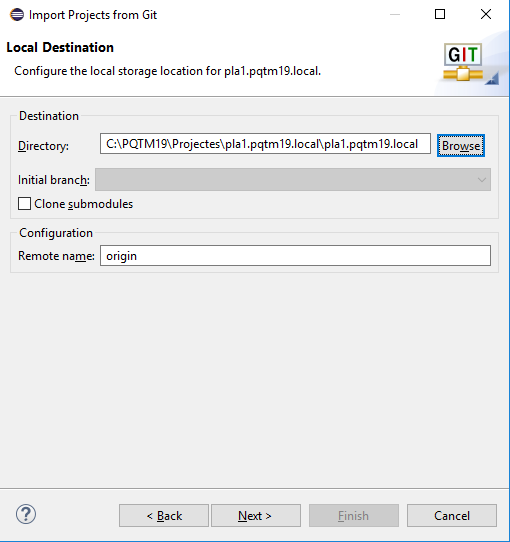 Import Projects from Git
Local Destination
Configure the local storage location for pla1.pqtm19.local.
GIT
Destination
Directory: C:\PQTM19\Projectes\pla1.pqtm19.local\pla1.pqtm19.local Browse
Initial branch:
Clone submodules
Configuration
Remote name: origin
? < Back Next > Finish Cancel